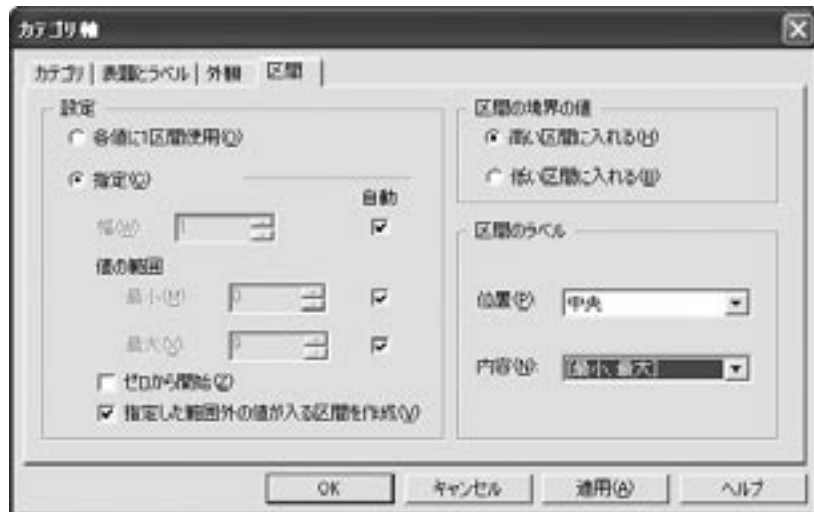 カテゴリ軸
カテゴリ 表題とラベル 外観 区間
設定
各値に1区間使用(O)
指定(C)
自動
幅(W) 1
値の範囲
最小(M) 0
最大(X) 0
ゼロから開始(Z)
指定した範囲外の値が入る区間を作成(V)
区間の境界の値
高い区間に入れる(H)
低い区間に入れる
区間のラベル
位置(P): 中央
内容(N): [最小, 最大]
OK キャンセル 適用(A) ヘルプ